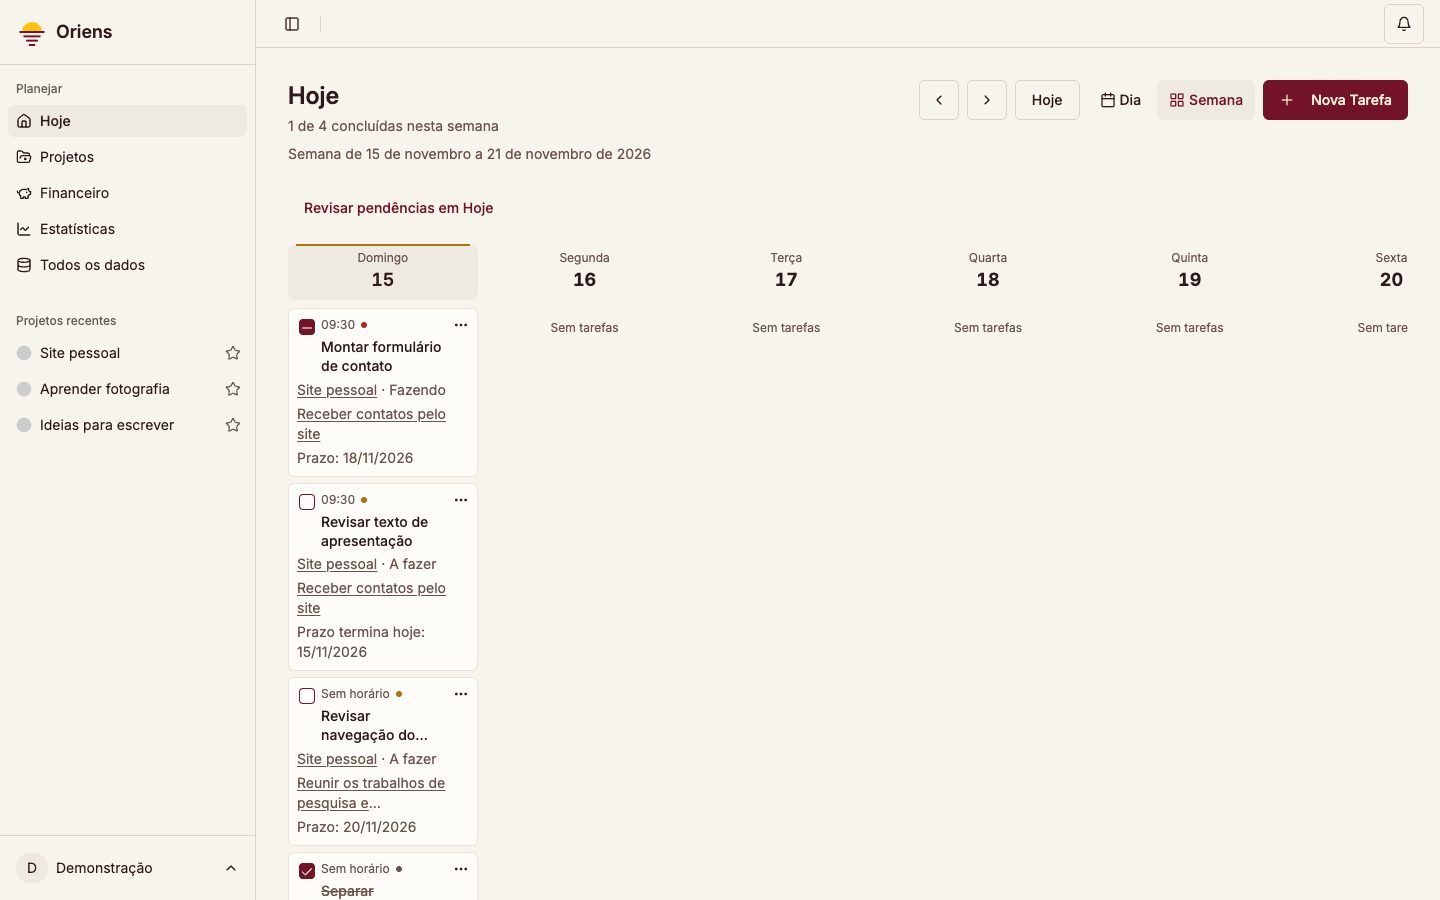 Oriens
Planejar
Hoje
Projetos
Financeiro
Estatísticas
Todos os dados
Projetos recentes
Site pessoal
Aprender fotografia
Ideias para escrever
D Demonstração
Hoje
1 de 4 concluídas nesta semana
Semana de 15 de novembro a 21 de novembro de 2026
Hoje
Dia
Semana
Nova Tarefa
Revisar pendências em Hoje
Domingo
15
Segunda
16
Terça
17
Quarta
18
Quinta
19
Sexta
20
09:30
Montar formulário
de contato
Site pessoal · Fazendo
Receber contatos pelo
site
Prazo: 18/11/2026
09:30
Revisar texto de
apresentação
Site pessoal · A fazer
Receber contatos pelo
site
Prazo termina hoje:
15/11/2026
Sem horário
Revisar
navegação do...
Site pessoal · A fazer
Reunir os trabalhos de
pesquisa e...
Prazo: 20/11/2026
Sem horário
Separar
Sem tarefas
Sem tarefas
Sem tarefas
Sem tarefas
Sem tare